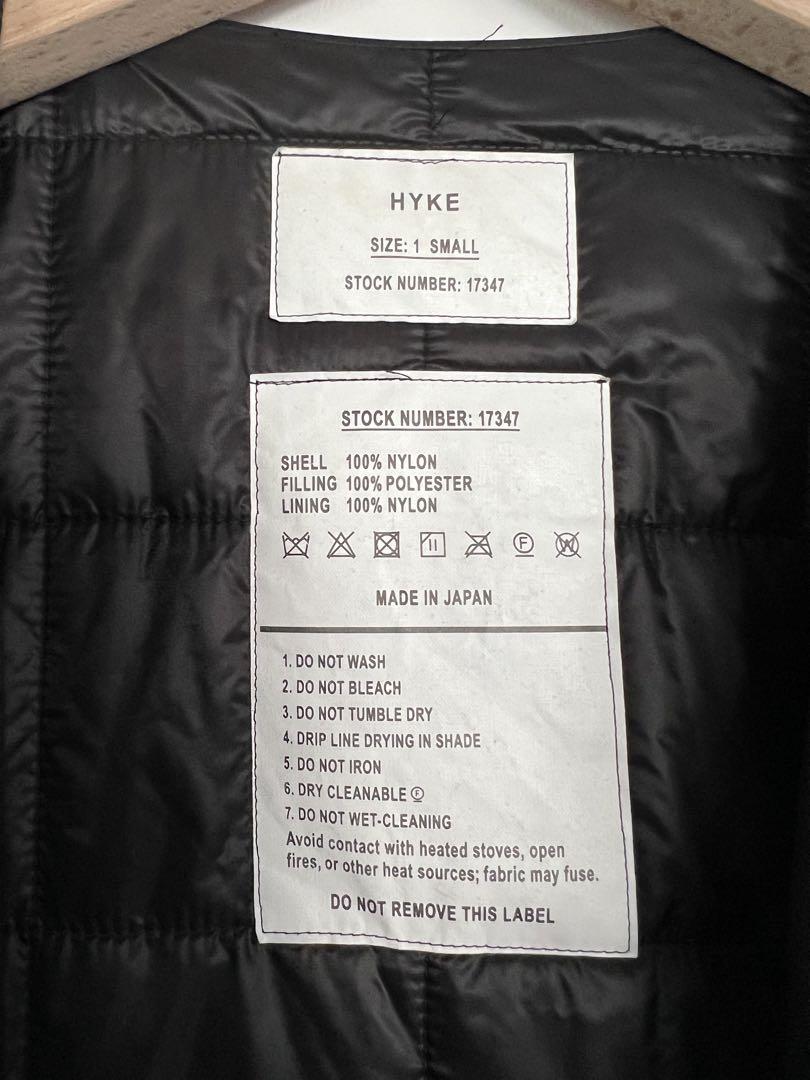 HYKE
SIZE: 1 SMALL
STOCK NUMBER: 17347
STOCK NUMBER: 17347
SHELL 100% NYLON
FILLING 100% POLYESTER
LINING 100% NYLON
F W
MADE IN JAPAN
1. DO NOT WASH
2. DO NOT BLEACH
3. DO NOT TUMBLE DRY
4. DRIP LINE DRYING IN SHADE
5. DO NOT IRON
6. DRY CLEANABLE Ⓕ
7. DO NOT WET-CLEANING
Avoid contact with heated stoves, open
fires, or other heat sources; fabric may fuse.
DO NOT REMOVE THIS LABEL